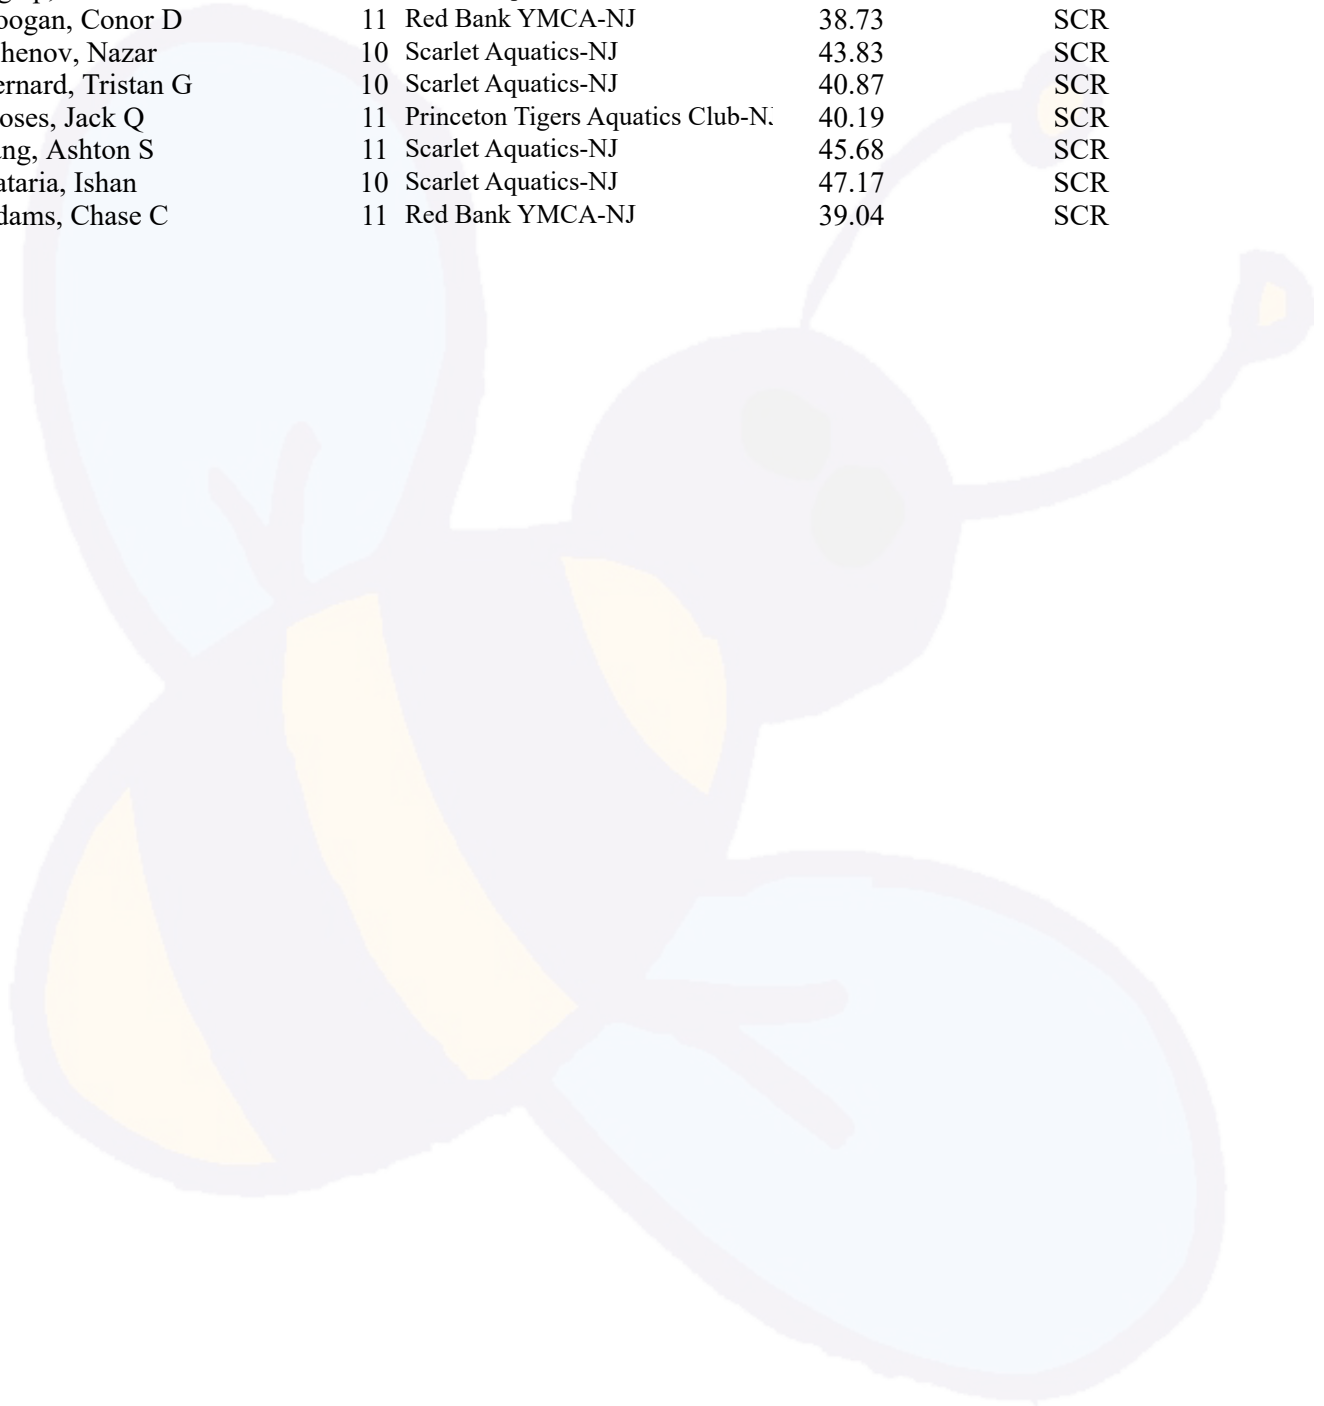 oogan, Conor D 11 Red Bank YMCA-NJ 38.73 SCR
henov, Nazar 10 Scarlet Aquatics-NJ 43.83 SCR
ernard, Tristan G 10 Scarlet Aquatics-NJ 40.87 SCR
oses, Jack Q 11 Princeton Tigers Aquatics Club-NJ 40.19 SCR
ang, Ashton S 11 Scarlet Aquatics-NJ 45.68 SCR
ataria, Ishan 10 Scarlet Aquatics-NJ 47.17 SCR
dams, Chase C 11 Red Bank YMCA-NJ 39.04 SCR